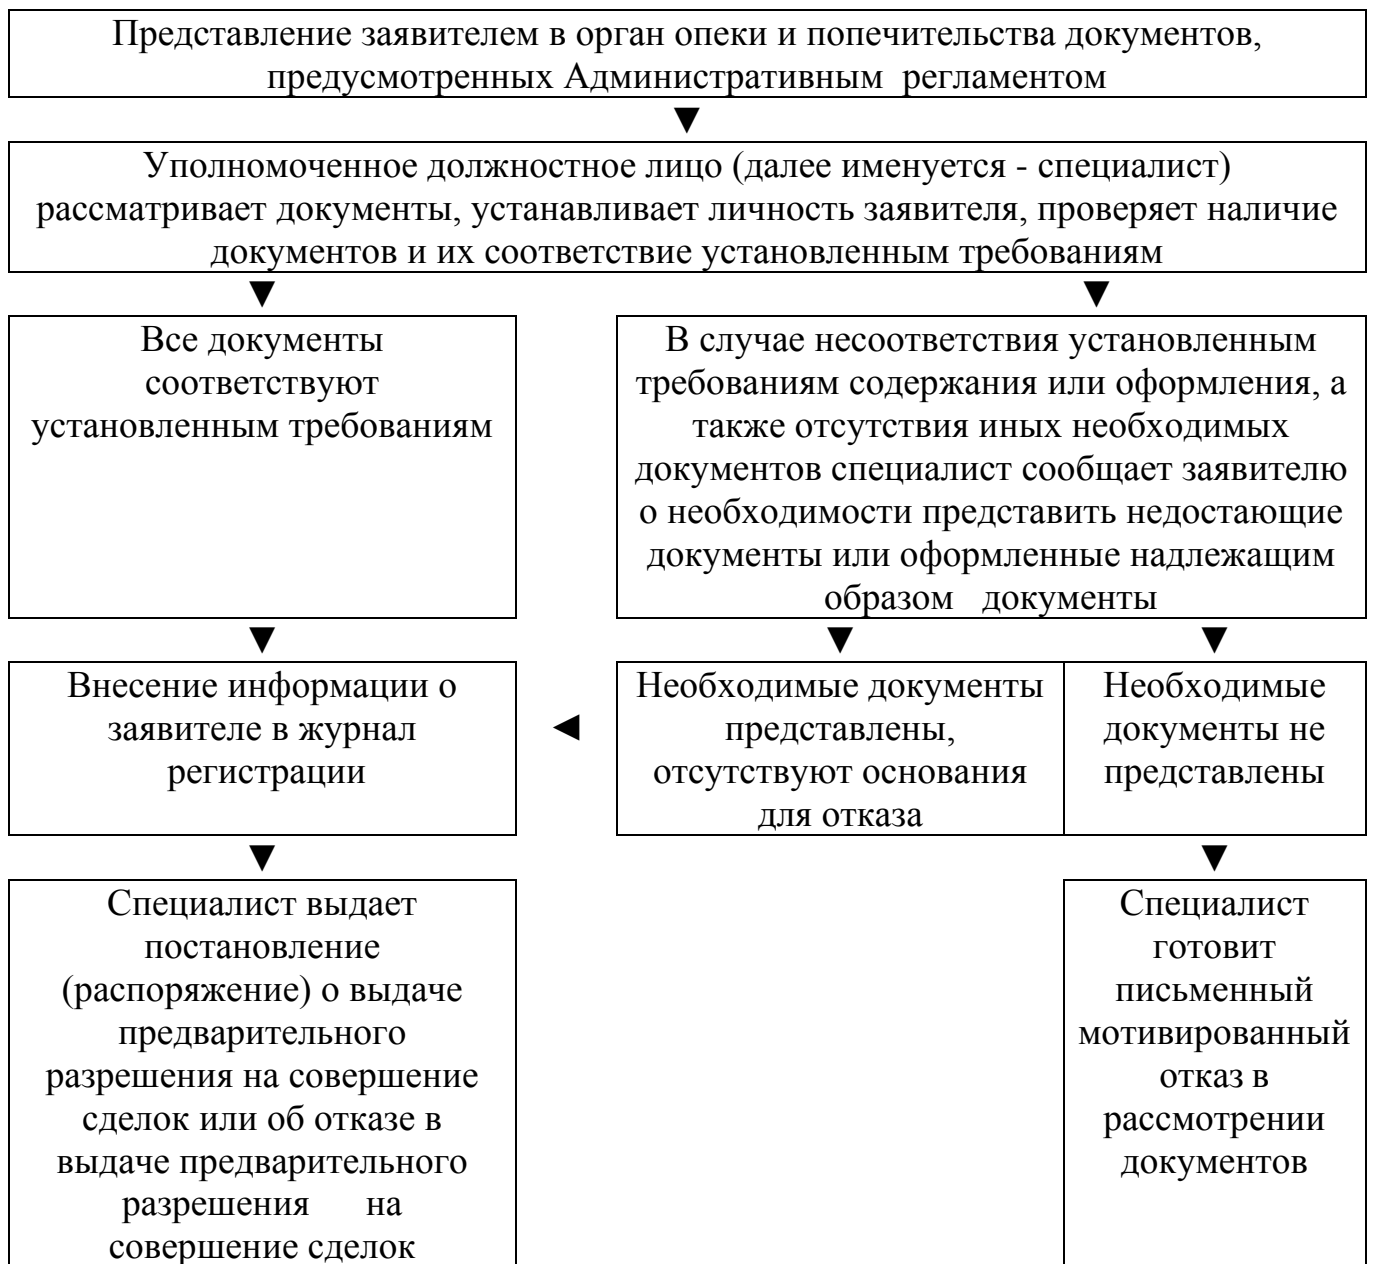 Представление заявителем в орган опеки и попечительства документов,
предусмотренных Административным регламентом
▼
Уполномоченное должностное лицо (далее именуется - специалист)
рассматривает документы, устанавливает личность заявителя, проверяет наличие
документов и их соответствие установленным требованиям
▼ ▼
Все документы
соответствуют
установленным требованиям
В случае несоответствия установленным
требованиям содержания или оформления, а
также отсутствия иных необходимых
документов специалист сообщает заявителю
о необходимости представить недостающие
документы или оформленные надлежащим
образом документы
▼ ▼ ▼
Внесение информации о
заявителе в журнал
регистрации
◄
Необходимые документы
представлены,
отсутствуют основания
для отказа
Необходимые
документы не
представлены
▼ ▼
Специалист выдает
постановление
(распоряжение) о выдаче
предварительного
разрешения на совершение
сделок или об отказе в
выдаче предварительного
разрешения на
совершение сделок
Специалист
готовит
письменный
мотивированный
отказ в
рассмотрении
документов